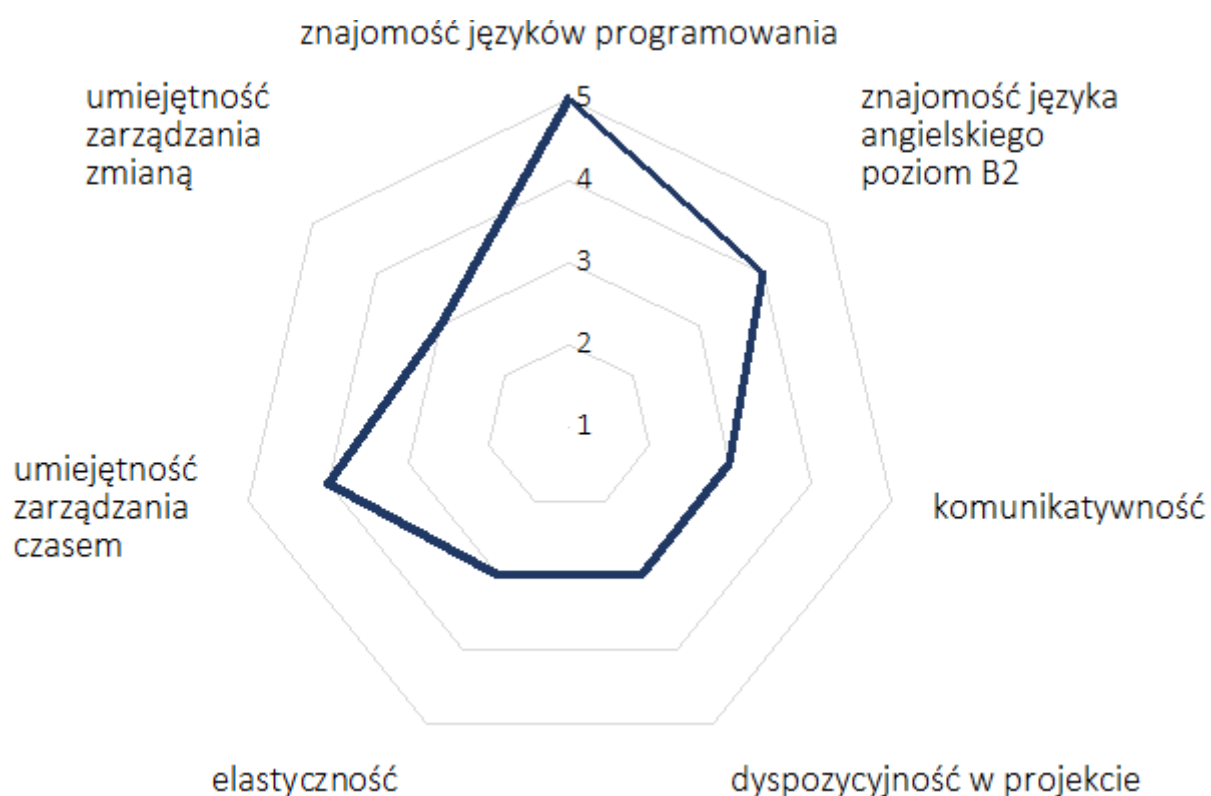 znajomość języków programowania
umiejętność
zarządzania
zmianą
znajomość języka
angielskiego
poziom B2
5
4
3
2
1
umiejętność
zarządzania
czasem
komunikatywność
elastyczność
dyspozycyjność w projekcie